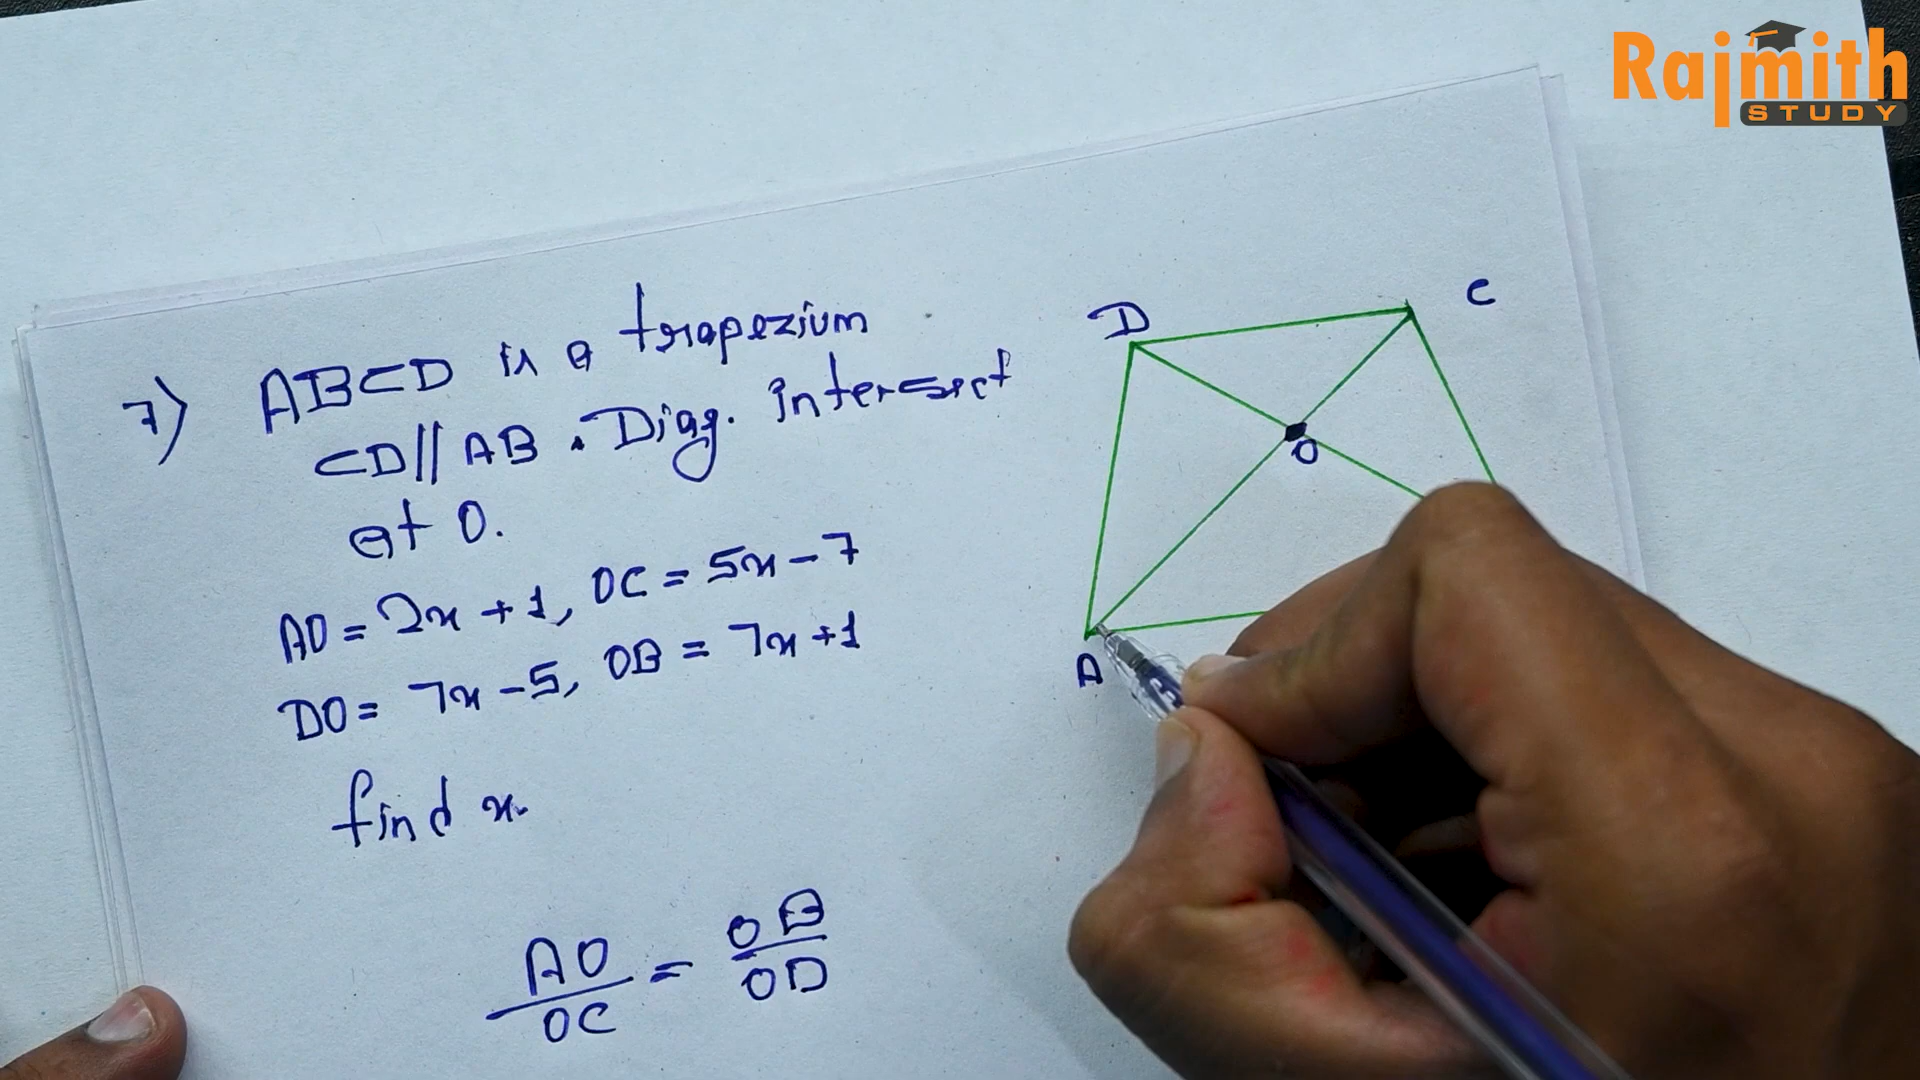 Rajmith
STUDY
7) ABCD is a trapezium
CD//AB . Diag. intersect
at O.
AO = 2x + 1, OC = 5x - 7
DO = 7x - 5, OB = 7x + 1
find x.
AO/OC = OB/OD
D
C
O
A